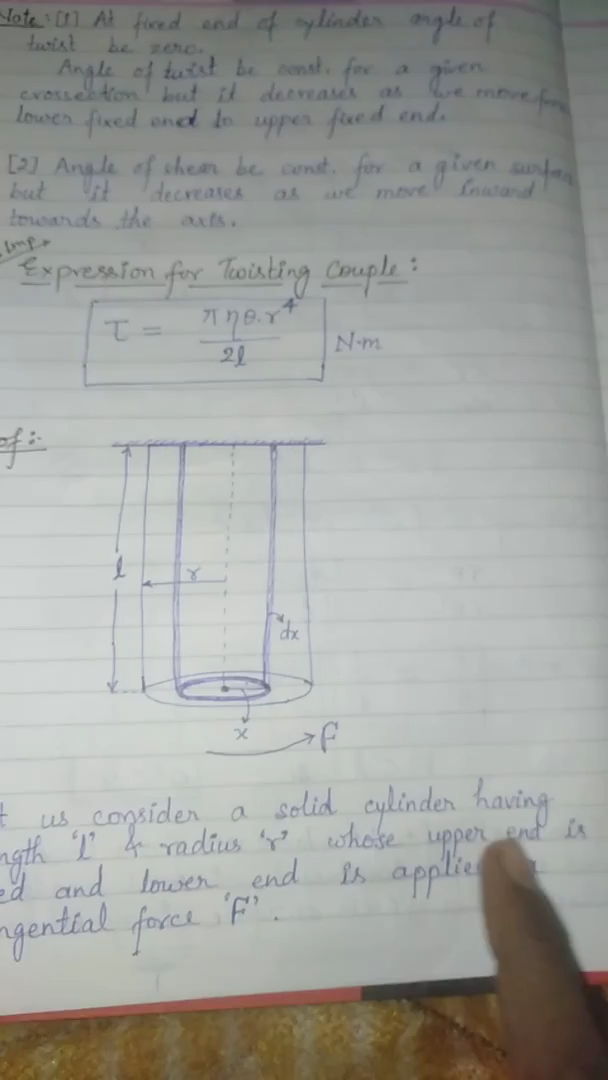 Note: [1] At fixed end of cylinder angle of
twist be zero.
Angle of twist be const. for a given
crossection but it decreases as we move from
lower fixed end to upper fixed end.
[2] Angle of shear be const. for a given surfac
but it decreases as we move inward
towards the axis.
Imp
Expression for Twisting Couple:
τ = πηθ.r⁴ / 2l N-m
of:-
l
r
dx
x
F
t us consider a solid cylinder having
ngth 'l' & radius 'r' whose upper end is
ed and lower end is applie
ngential force 'F'.